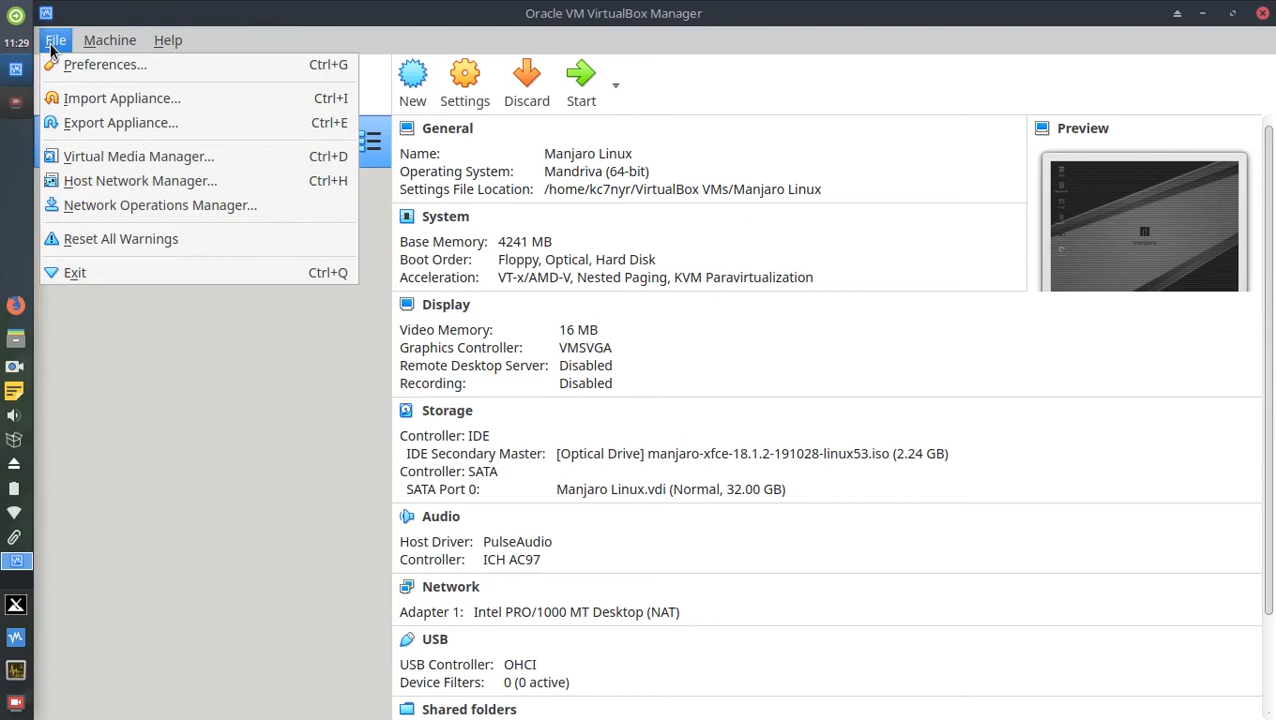 Oracle VM VirtualBox Manager
11:29
File Machine Help
Preferences... Ctrl+G
Import Appliance... Ctrl+I
Export Appliance... Ctrl+E
Virtual Media Manager... Ctrl+D
Host Network Manager... Ctrl+H
Network Operations Manager...
Reset All Warnings
Exit Ctrl+Q
New Settings Discard Start
General
Name: Manjaro Linux
Operating System: Mandriva (64-bit)
Settings File Location: /home/kc7nyr/VirtualBox VMs/Manjaro Linux
Preview
manjaro
System
Base Memory: 4241 MB
Boot Order: Floppy, Optical, Hard Disk
Acceleration: VT-x/AMD-V, Nested Paging, KVM Paravirtualization
Display
Video Memory: 16 MB
Graphics Controller: VMSVGA
Remote Desktop Server: Disabled
Recording: Disabled
Storage
Controller: IDE
IDE Secondary Master: [Optical Drive] manjaro-xfce-18.1.2-191028-linux53.iso (2.24 GB)
Controller: SATA
SATA Port 0: Manjaro Linux.vdi (Normal, 32.00 GB)
Audio
Host Driver: PulseAudio
Controller: ICH AC97
Network
Adapter 1: Intel PRO/1000 MT Desktop (NAT)
USB
USB Controller: OHCI
Device Filters: 0 (0 active)
Shared folders